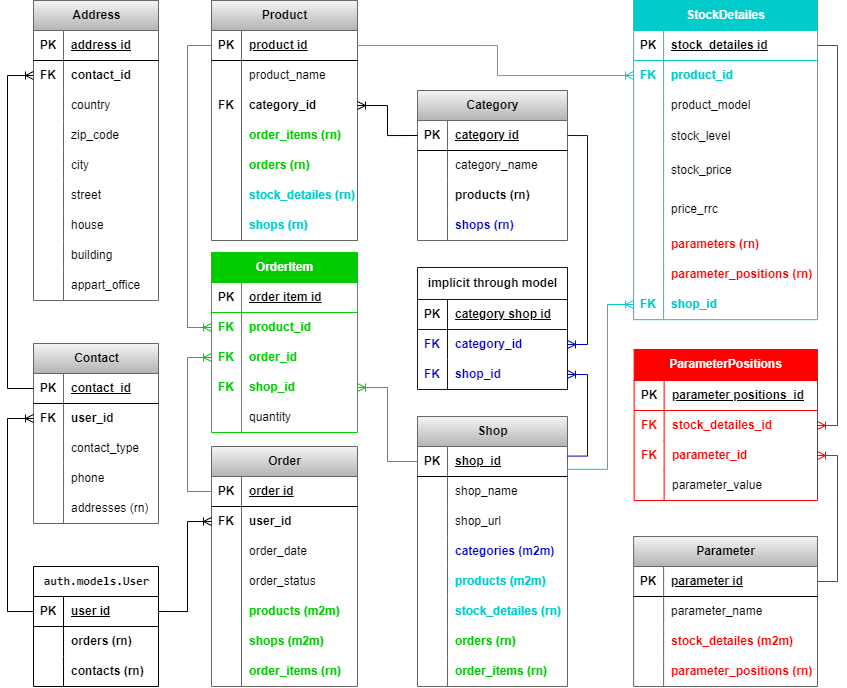 Address
PK address id
FK contact_id
country
zip_code
city
street
house
building
appart_office
Contact
PK contact_id
FK user_id
contact_type
phone
addresses (rn)
auth.models.User
PK user id
orders (rn)
contacts (rn)
Product
PK product id
product_name
FK category_id
order_items (rn)
orders (rn)
stock_detailes (rn)
shops (rn)
OrderItem
PK order item id
FK product_id
FK order_id
FK shop_id
quantity
Order
PK order id
FK user_id
order_date
order_status
products (m2m)
shops (m2m)
order_items (rn)
Category
PK category id
category_name
products (rn)
shops (rn)
implicit through model
PK category shop id
FK category_id
FK shop_id
Shop
PK shop_id
shop_name
shop_url
categories (m2m)
products (m2m)
stock_detailes (rn)
orders (rn)
order_items (rn)
StockDetailes
PK stock_detailes id
FK product_id
product_model
stock_level
stock_price
price_rrc
parameters (rn)
parameter_positions (rn)
FK shop_id
ParameterPositions
PK parameter positions_id
FK stock_detailes_id
FK parameter_id
parameter_value
Parameter
PK parameter id
parameter_name
stock_detailes (m2m)
parameter_positions (rn)